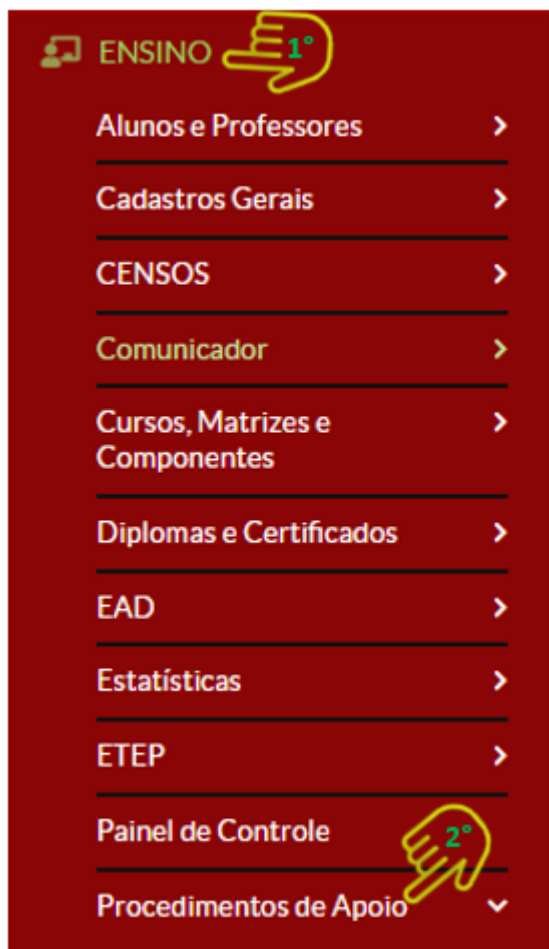 ENSINO 1°
Alunos e Professores
Cadastros Gerais
CENSOS
Comunicador
Cursos, Matrizes e
Componentes
Diplomas e Certificados
EAD
Estatísticas
ETEP
Painel de Controle
2°
Procedimentos de Apoio